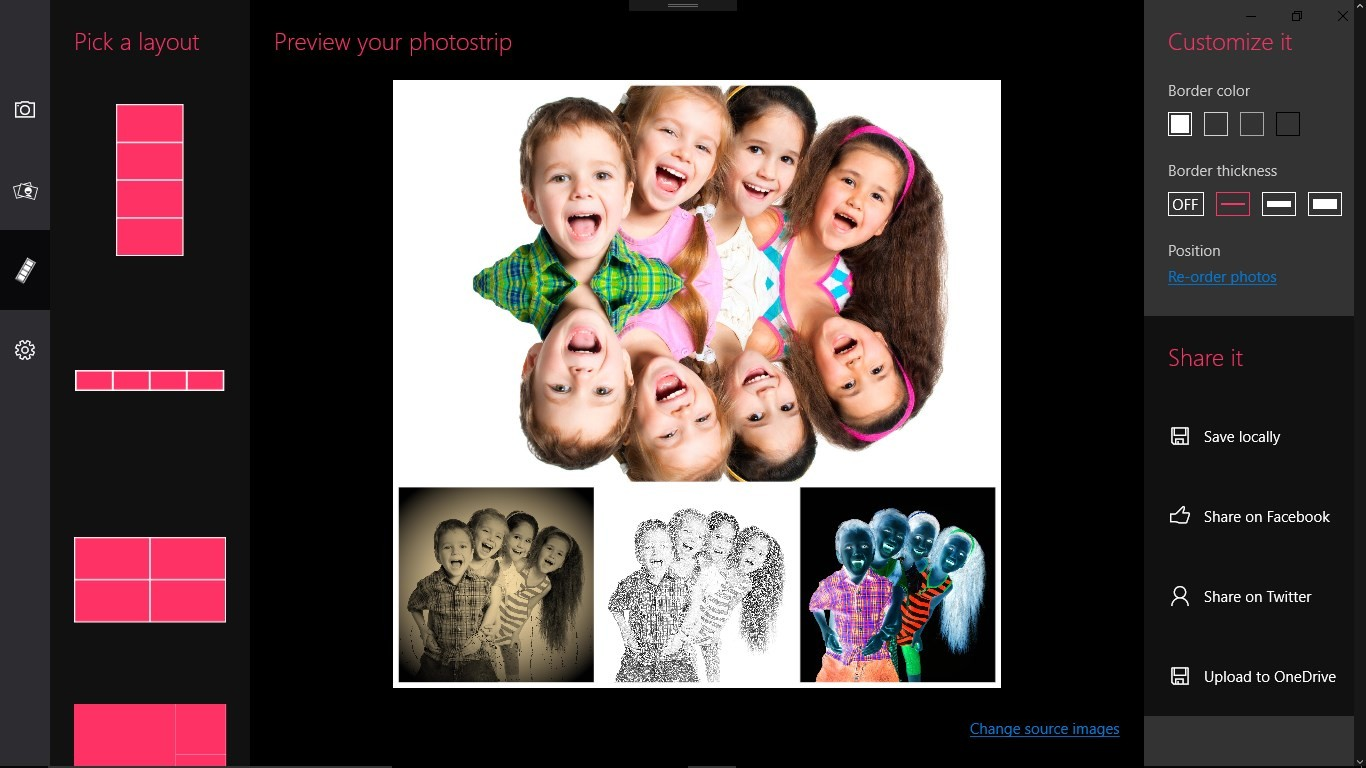 Pick a layout
Preview your photostrip
Customize it
Border color
Border thickness
OFF
Position
Re-order photos
Share it
Save locally
Share on Facebook
Share on Twitter
Upload to OneDrive
Change source images